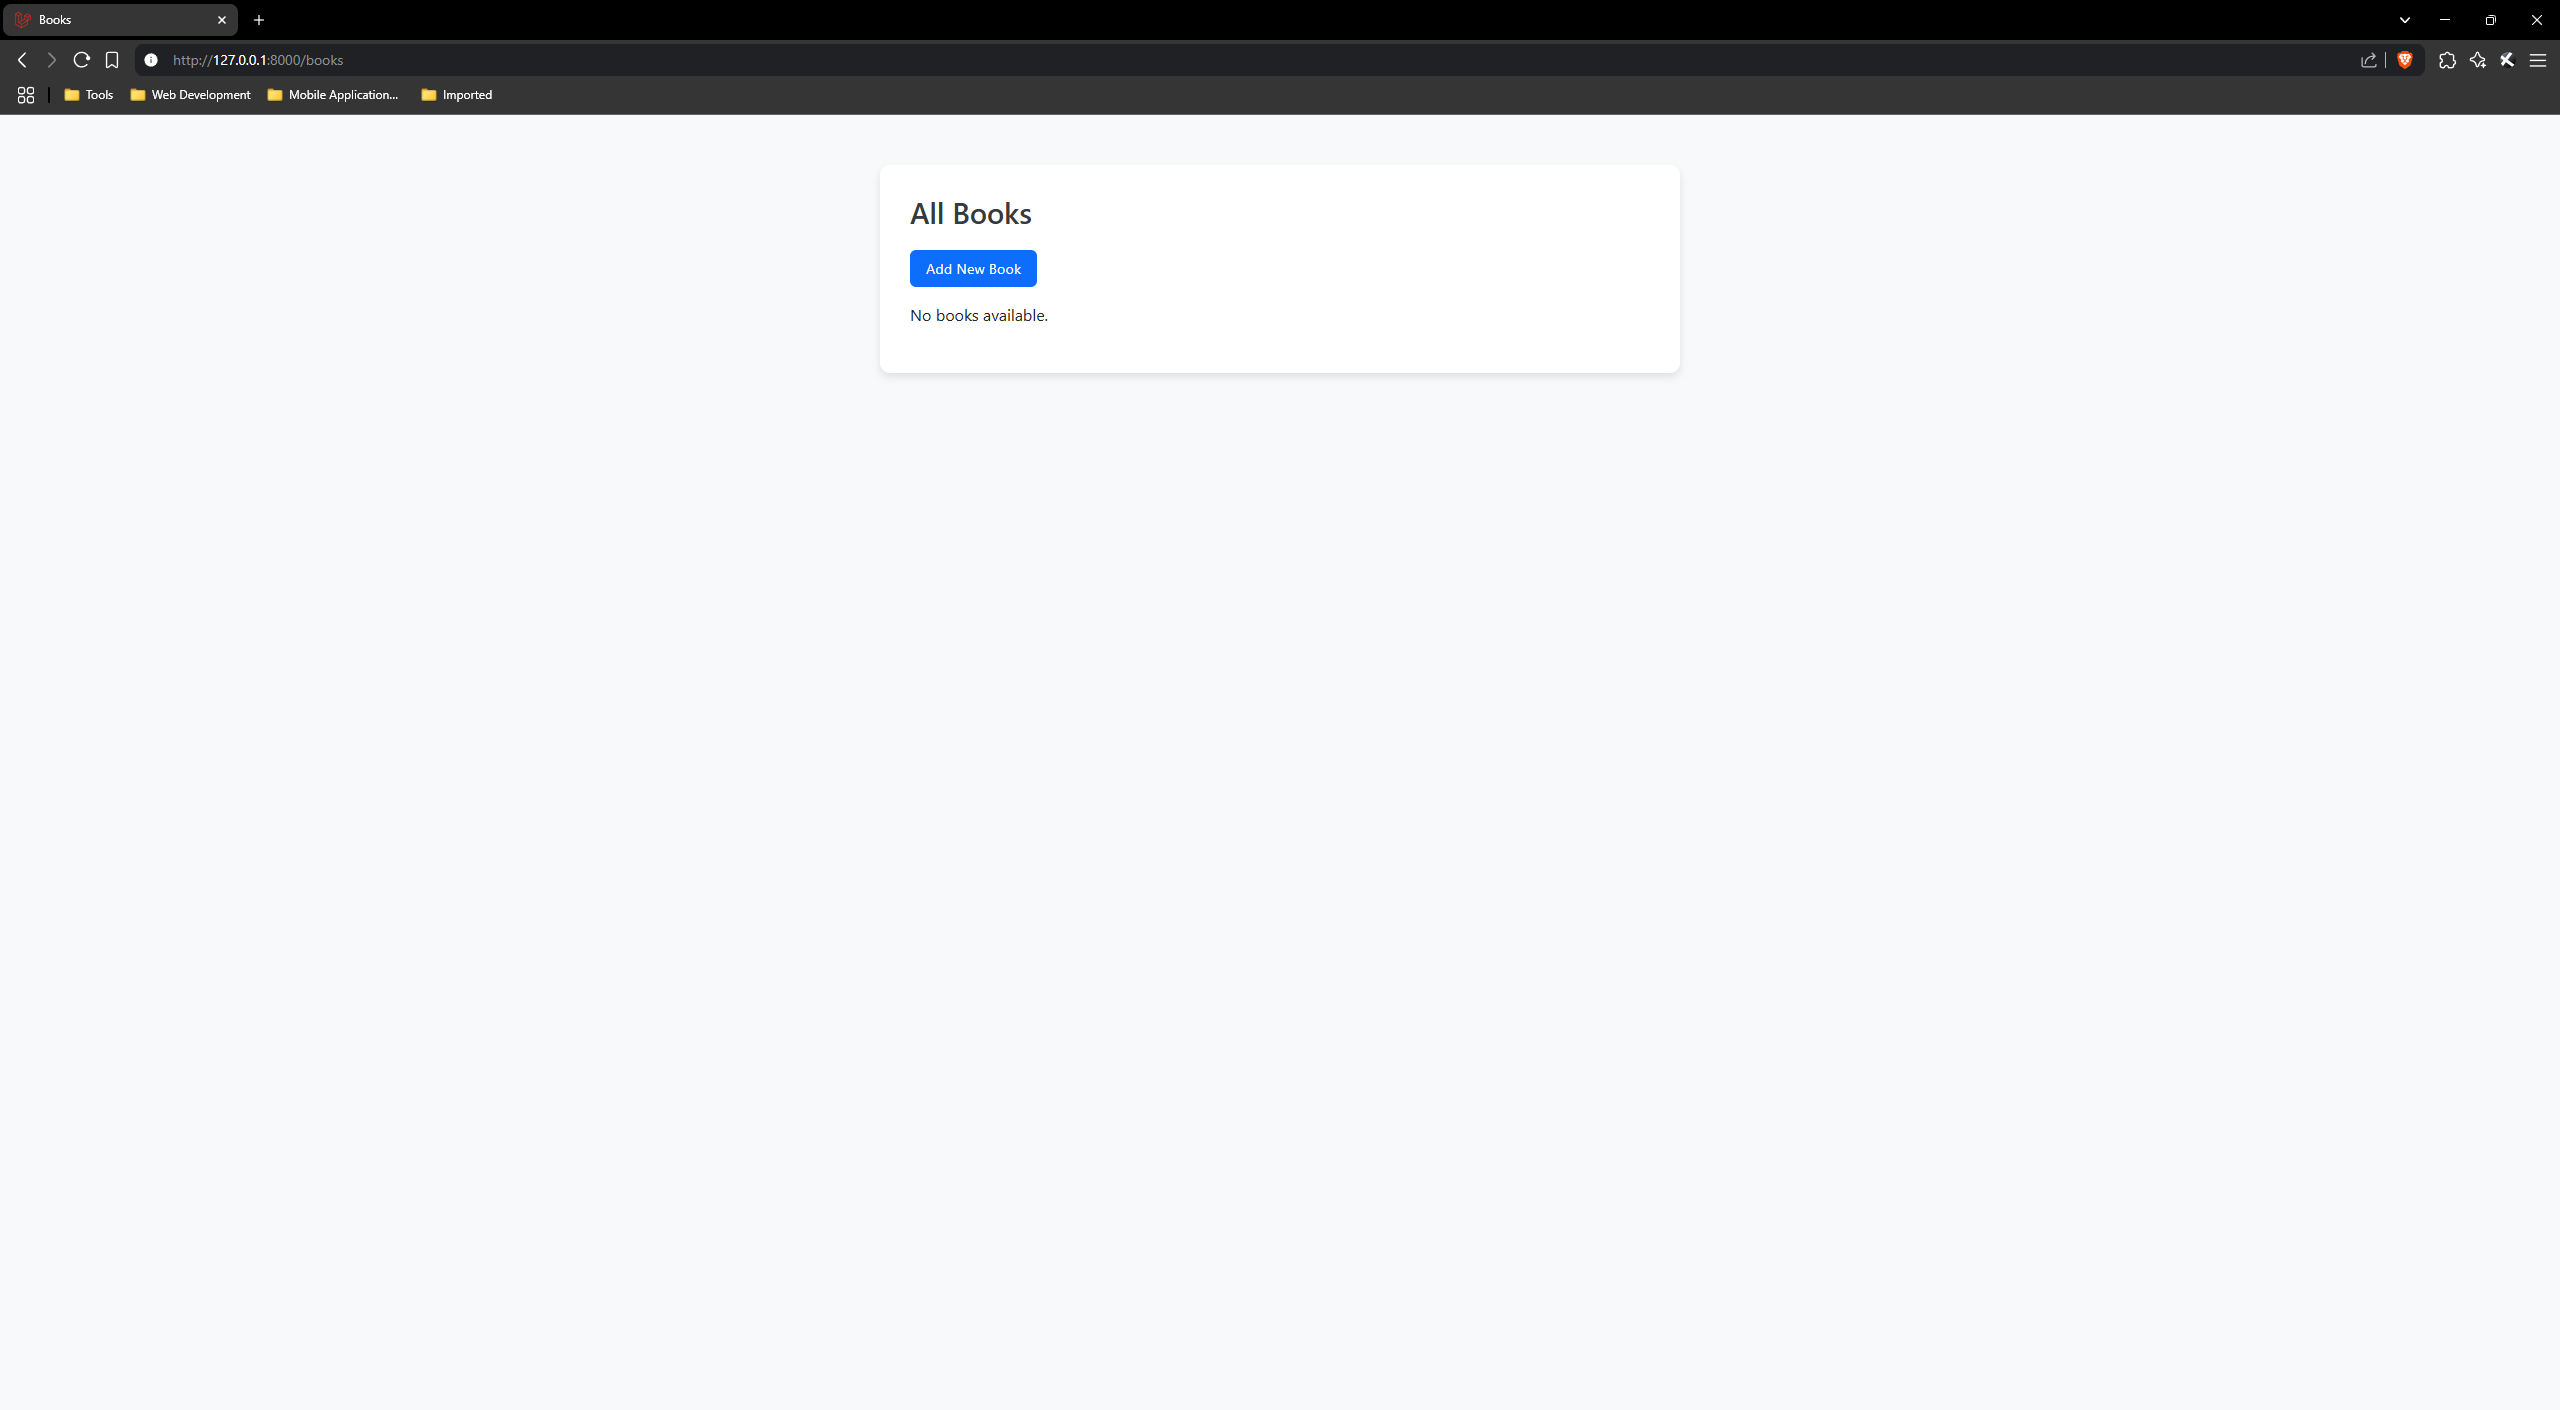 Books
http://127.0.0.1:8000/books
Tools Web Development Mobile Application... Imported
All Books
Add New Book
No books available.